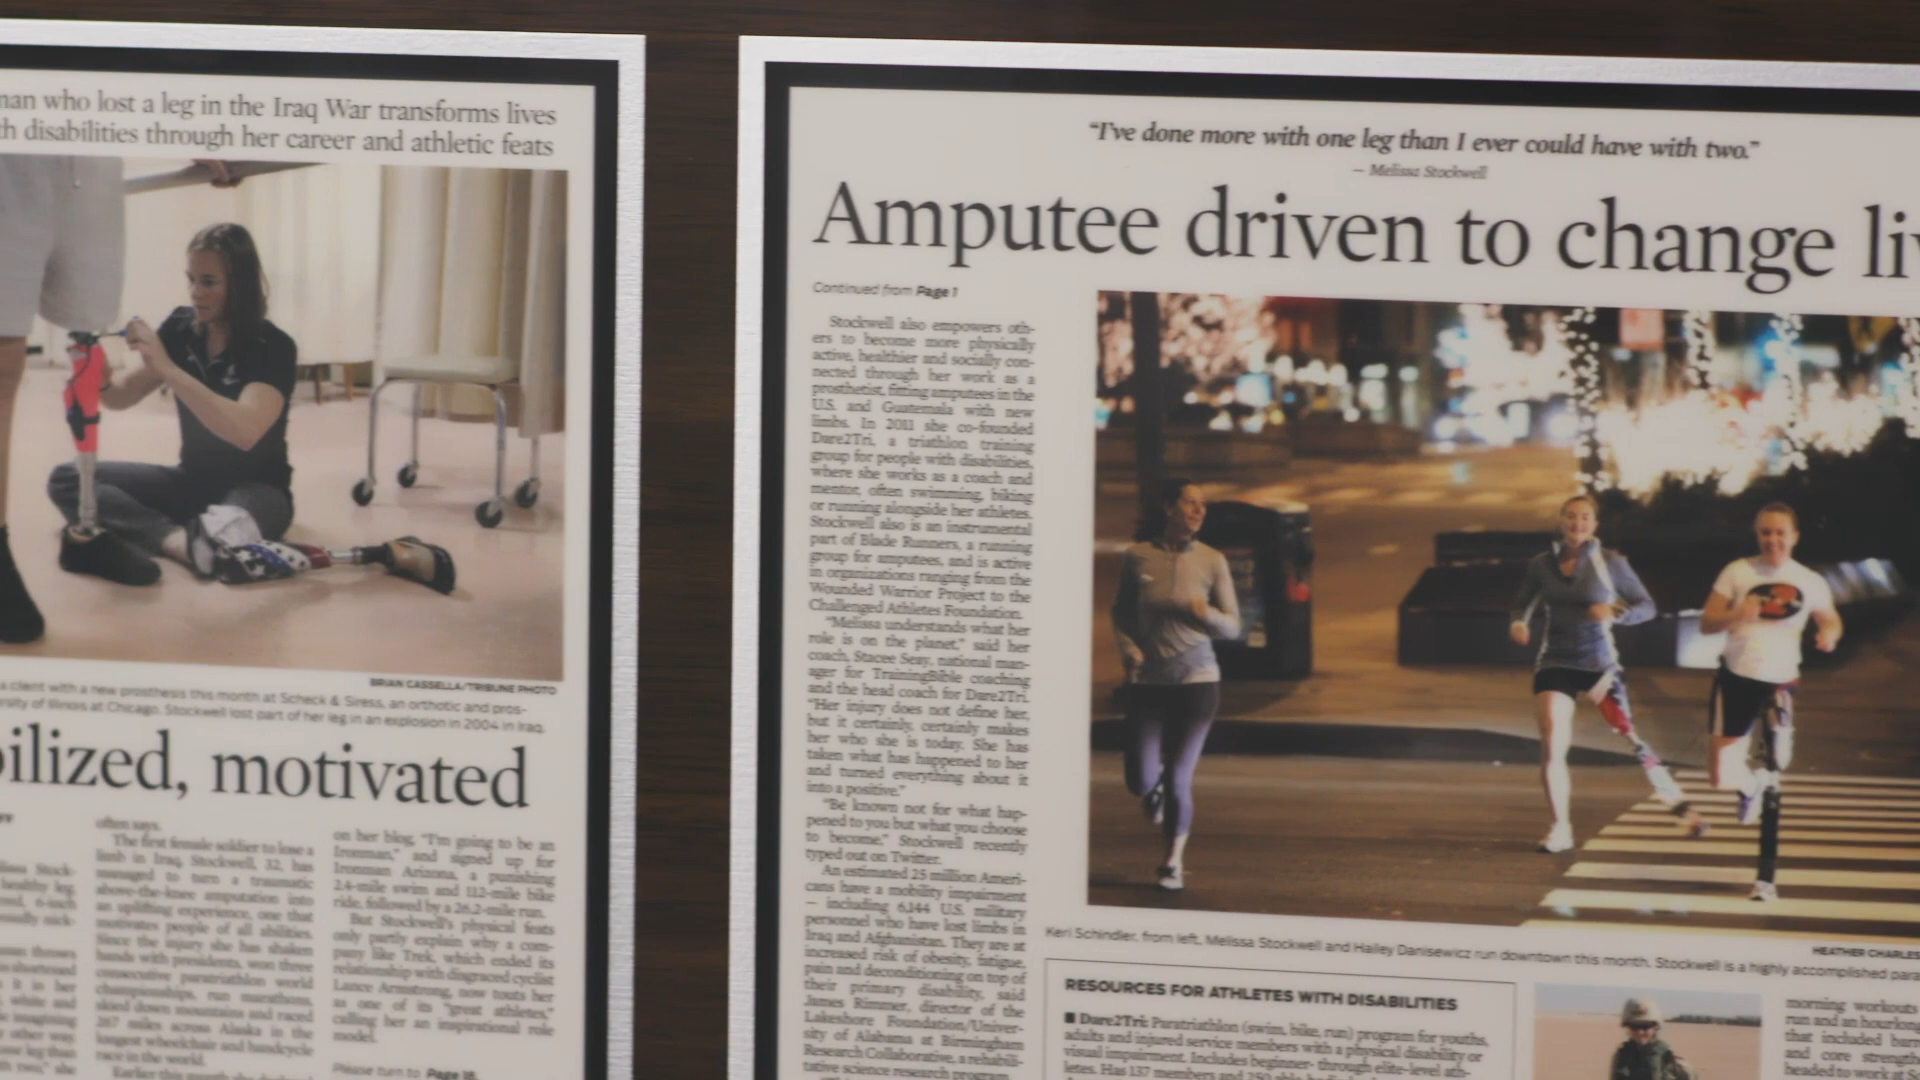 man who lost a leg in the Iraq War transforms lives
th disabilities through her career and athletic feats
BRIAN CASSELLA/TRIBUNE PHOTO
a client with a new prosthesis this month at Scheck & Siress, an orthotic and pros-
rsity of Illinois at Chicago. Stockwell lost part of her leg in an explosion in 2004 in Iraq.
bilized, motivated
often says.
The first female soldier to lose a
limb in Iraq, Stockwell, 32, has
managed to turn a traumatic
above-the-knee amputation into
an uplifting experience, one that
motivates people of all abilities.
Since the injury she has shaken
hands with presidents, won three
consecutive paratriathlon world
championships, run marathons,
skied down mountains and raced
267 miles across Alaska in the
longest wheelchair and handcycle
race in the world.
Earlier this month she declared
on her blog, "I'm going to be an
Ironman," and signed up for
Ironman Arizona, a punishing
2.4-mile swim and 112-mile bike
ride, followed by a 26.2-mile run.
But Stockwell's physical feats
only partly explain why a com-
pany like Trek, which ended its
relationship with disgraced cyclist
Lance Armstrong, now touts her
as one of its "great athletes,"
calling her an inspirational role
model.
Please turn to Page 18
"I've done more with one leg than I ever could have with two."
— Melissa Stockwell
Amputee driven to change liv
Continued from Page 1
Stockwell also empowers oth-
ers to become more physically
active, healthier and socially con-
nected through her work as a
prosthetist, fitting amputees in the
U.S. and Guatemala with new
limbs. In 2011 she co-founded
Dare2Tri, a triathlon training
group for people with disabilities,
where she works as a coach and
mentor, often swimming, biking
or running alongside her athletes.
Stockwell also is an instrumental
part of Blade Runners, a running
group for amputees, and is active
in organizations ranging from the
Wounded Warrior Project to the
Challenged Athletes Foundation.
"Melissa understands what her
role is on the planet," said her
coach, Stacee Seay, national man-
ager for TrainingBible coaching
and the head coach for Dare2Tri.
"Her injury does not define her,
but it certainly, certainly makes
her who she is today. She has
taken what has happened to her
and turned everything about it
into a positive."
"Be known not for what hap-
pened to you but what you choose
to become," Stockwell recently
typed out on Twitter.
An estimated 25 million Ameri-
cans have a mobility impairment
— including 6,144 U.S. military
personnel who have lost limbs in
Iraq and Afghanistan. They are at
increased risk of obesity, fatigue,
pain and deconditioning on top of
their primary disability, said
James Rimmer, director of the
Lakeshore Foundation/Univer-
sity of Alabama at Birmingham
Research Collaborative, a rehabili-
tative science research program.
HEATHER CHARLES
Keri Schindler, from left, Melissa Stockwell and Hailey Danisewicz run downtown this month. Stockwell is a highly accomplished para
RESOURCES FOR ATHLETES WITH DISABILITIES
■ Dare2Tri: Paratriathlon (swim, bike, run) program for youths,
adults and injured service members with a physical disability or
visual impairment. Includes beginner- through elite-level ath-
letes. Has 137 members and 250
morning workouts
run and an hourlong
that included barr
and core strength
headed to work at Sc